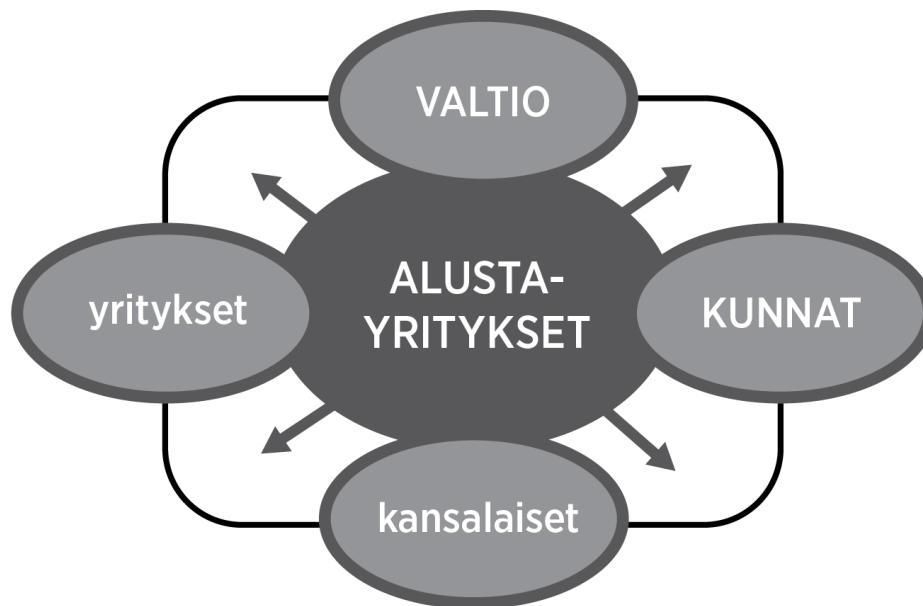 VALTIO
yritykset
ALUSTA-
YRITYKSET
KUNNAT
kansalaiset